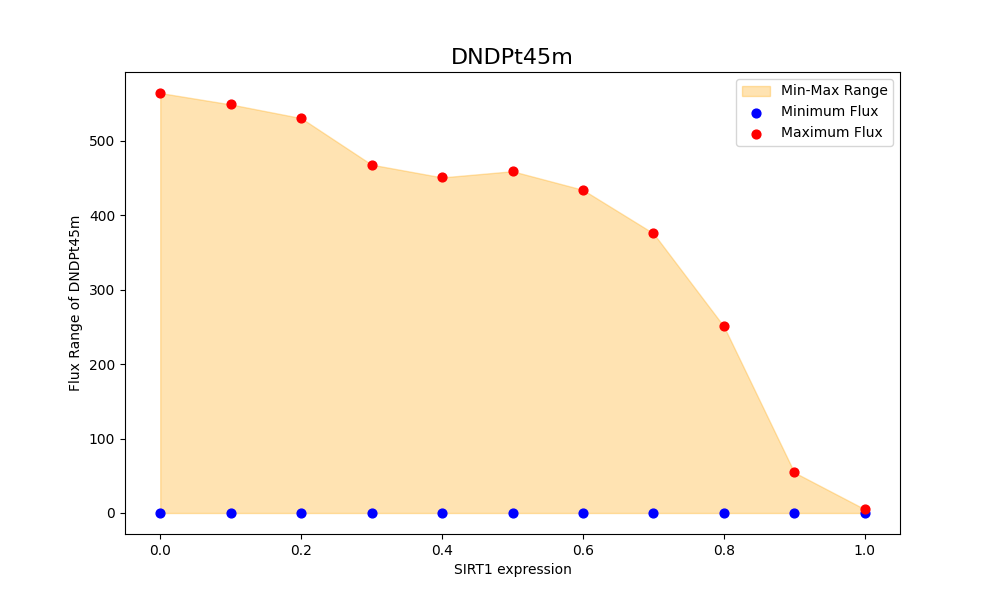 DNDPt45m
Min-Max Range
Minimum Flux
Maximum Flux
Flux Range of DNDPt45m
500
400
300
200
100
0
0.0 0.2 0.4 0.6 0.8 1.0
SIRT1 expression